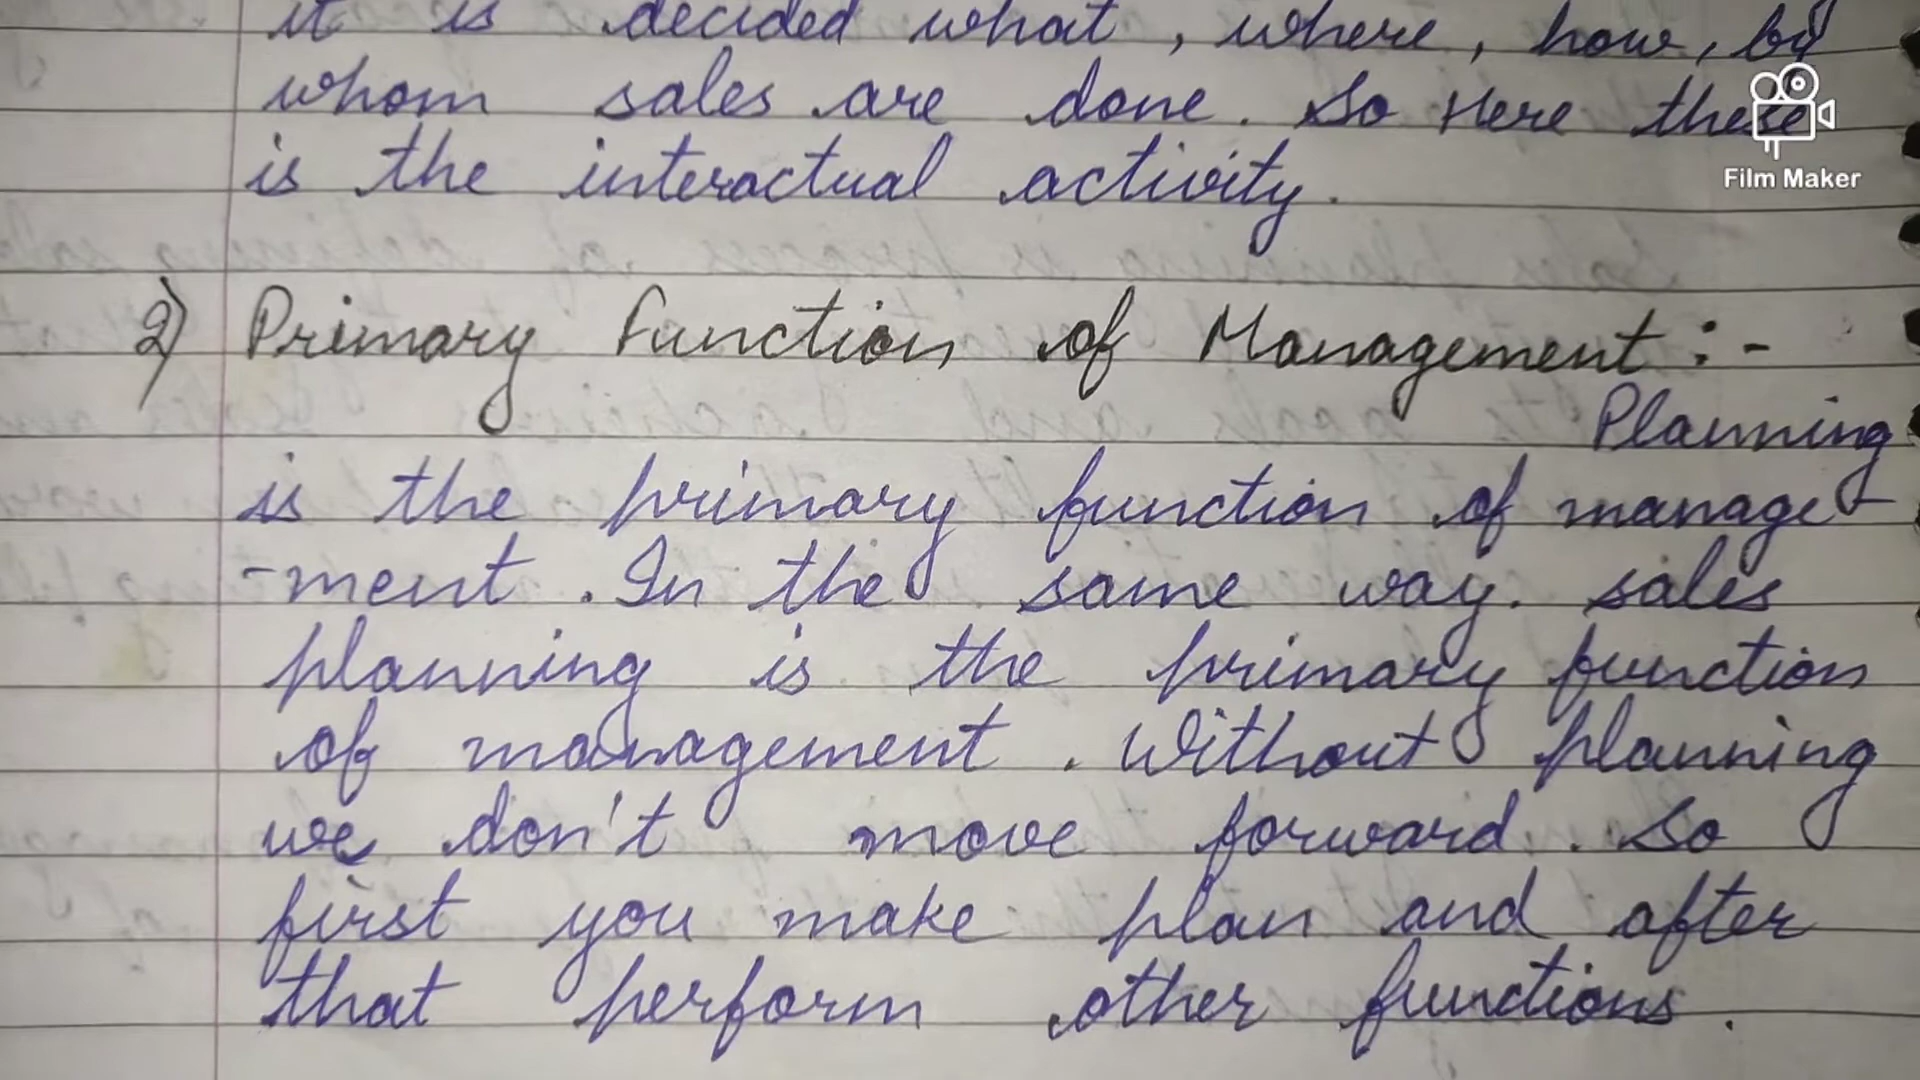 it is decided what, where, how, by
whom sales are done. So Here these
is the interactual activity.
2) Primary Function of Management :-
Planning
is the primary function of manage-
-ment. In the same way. sales
planning is the primary function
of management. Without planning
we don't move forward. So
first you make plan and after
that perform other functions.
Film Maker